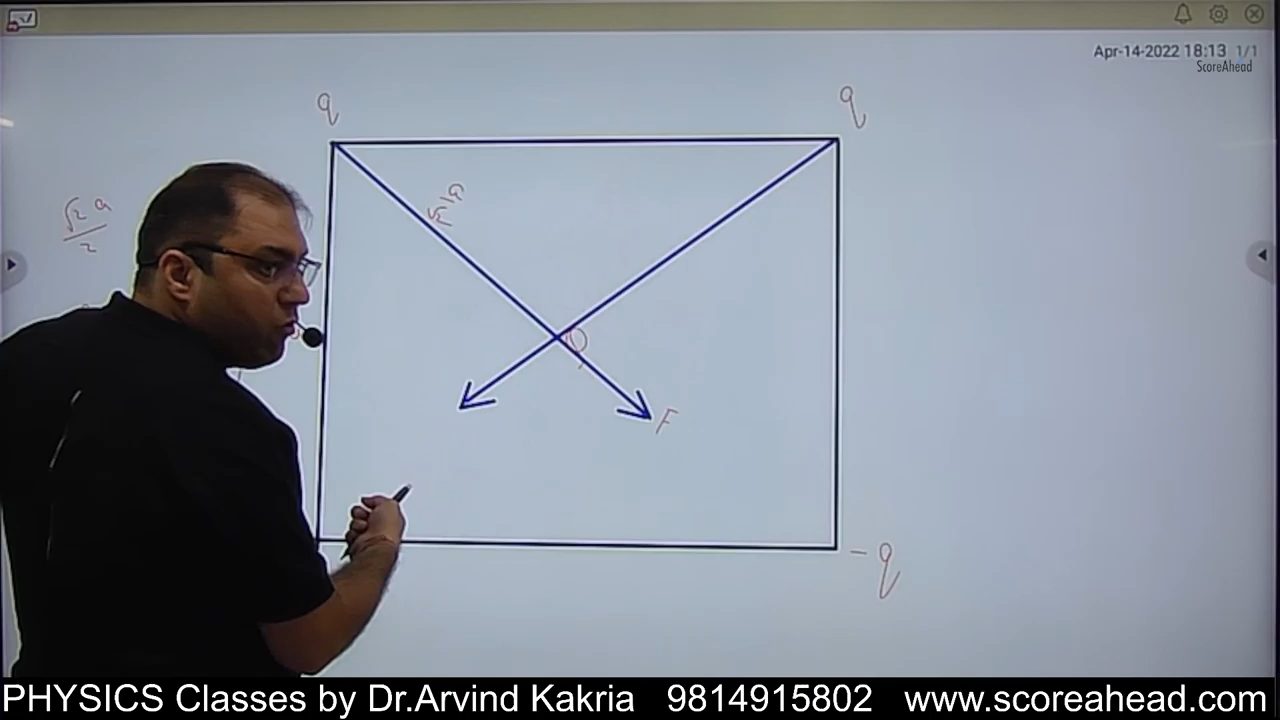 Apr-14-2022 18:13 1/1
ScoreAhead
q q
a/√2
√2 a
2
Q
F
-q
PHYSICS Classes by Dr.Arvind Kakria 9814915802 www.scoreahead.com